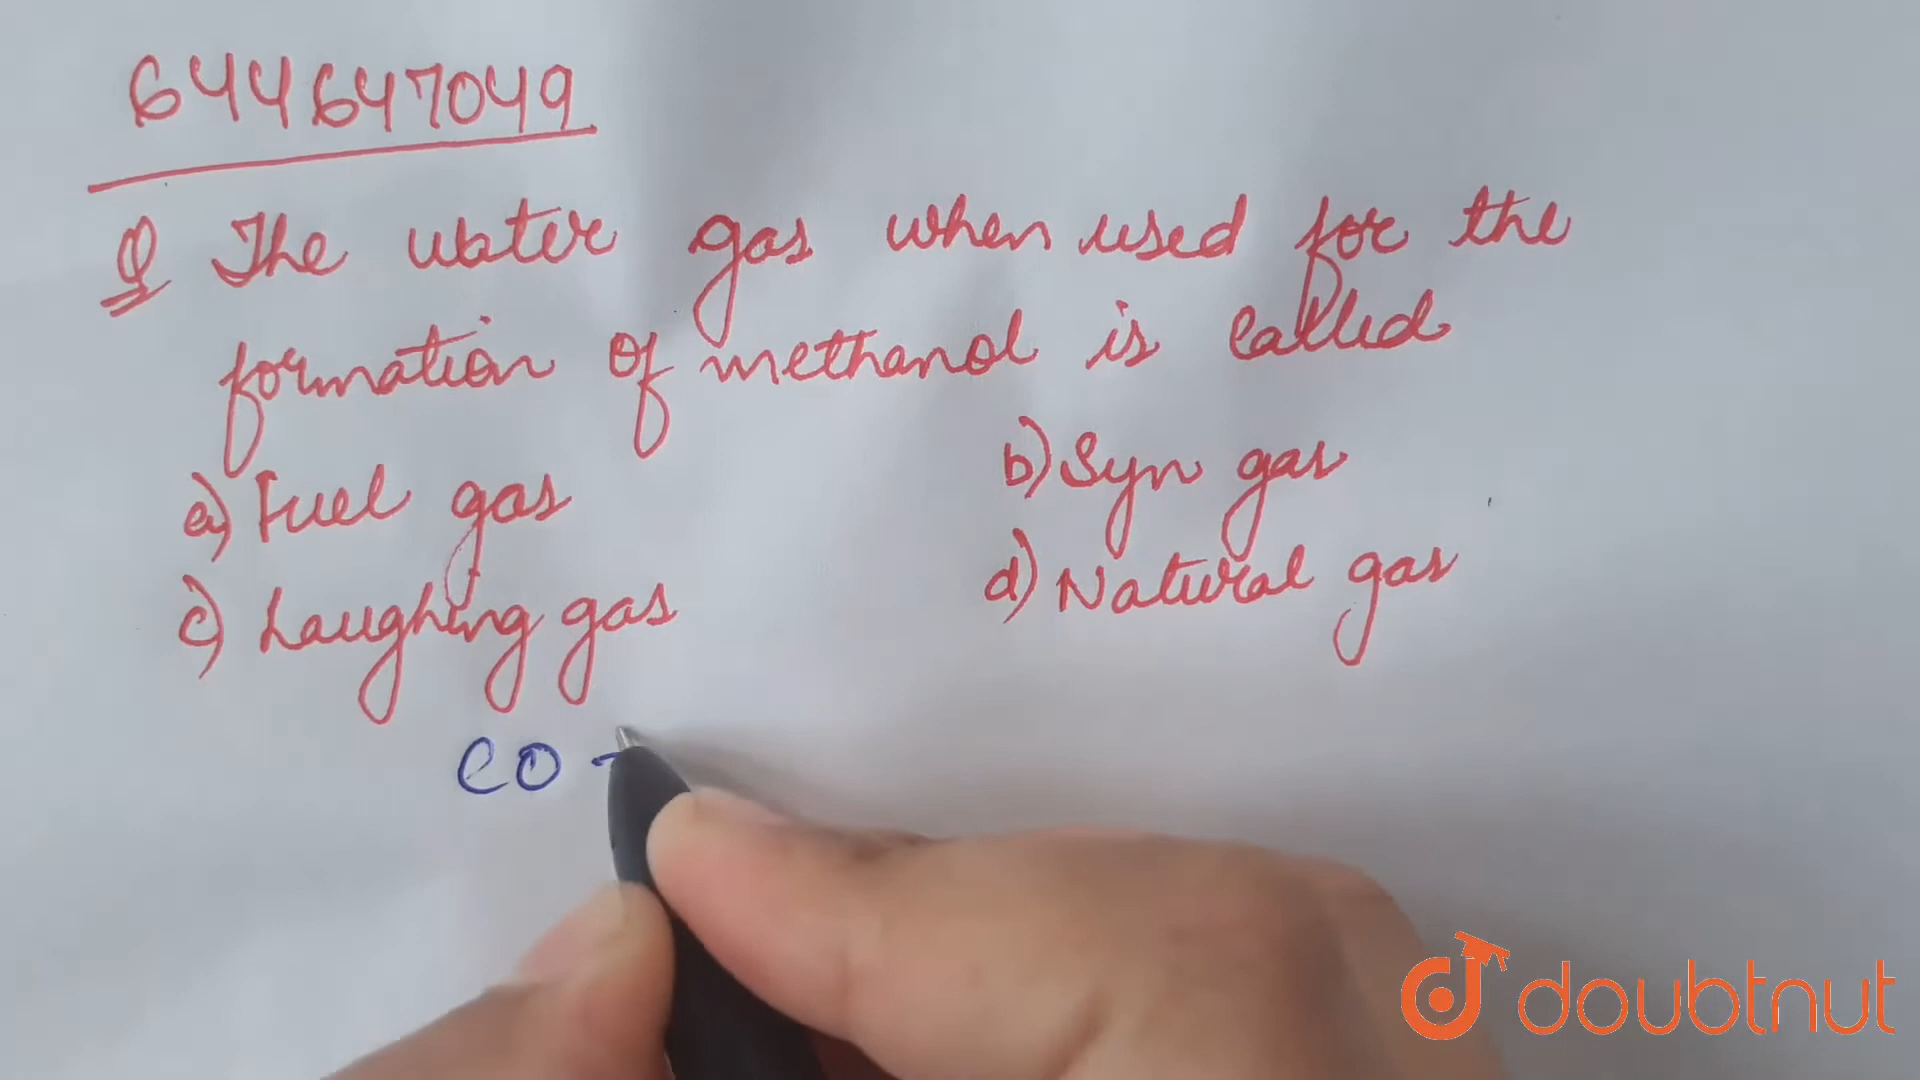 644647049
Q The water gas when used for the
formation of methanol is called
a) Fuel gas b) Syn gas
c) Laughing gas d) Natural gas
CO -
doubtnut